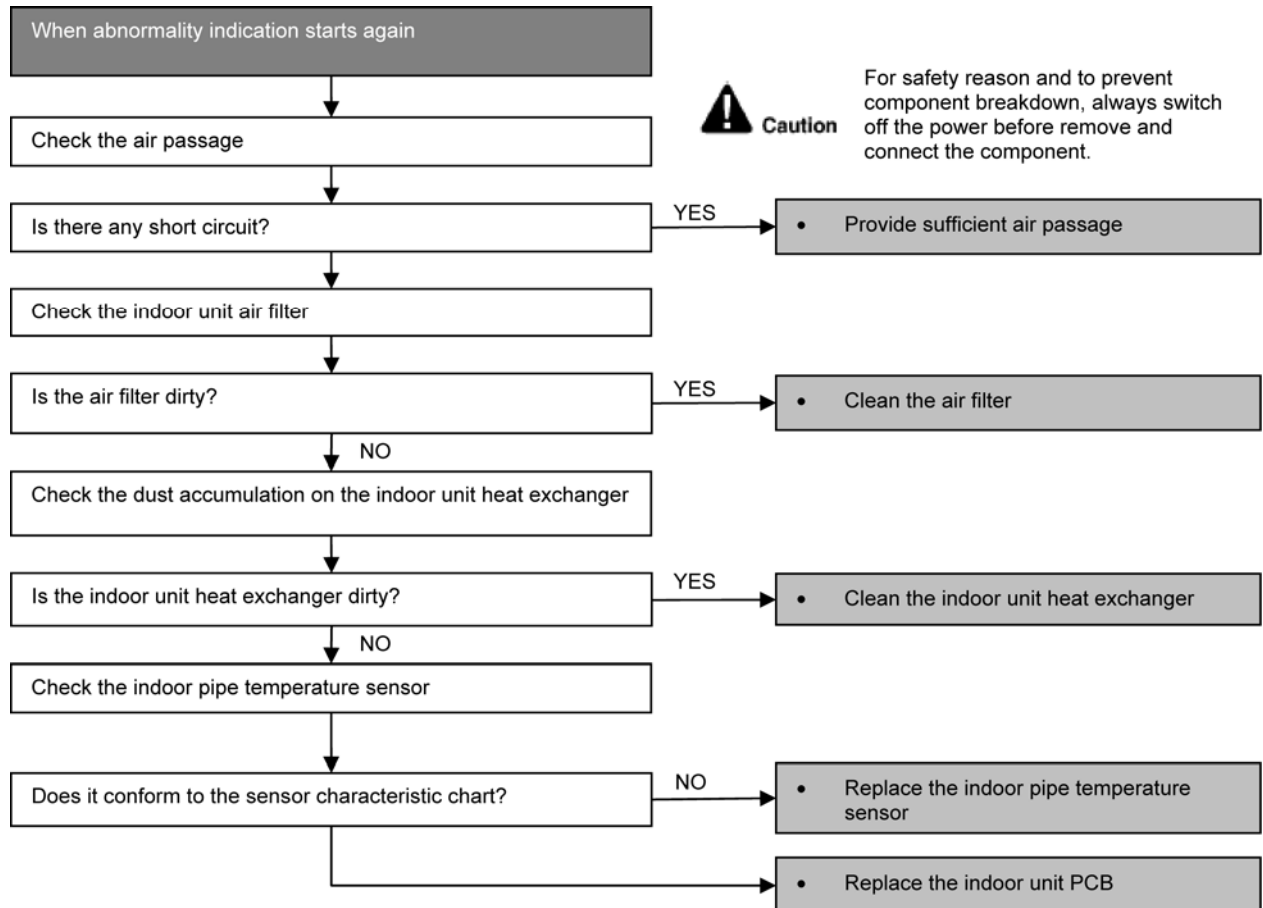 When abnormality indication starts again
Check the air passage
Caution
For safety reason and to prevent
component breakdown, always switch
off the power before remove and
connect the component.
Is there any short circuit?
YES
• Provide sufficient air passage
Check the indoor unit air filter
Is the air filter dirty?
YES
• Clean the air filter
NO
Check the dust accumulation on the indoor unit heat exchanger
Is the indoor unit heat exchanger dirty?
YES
• Clean the indoor unit heat exchanger
NO
Check the indoor pipe temperature sensor
Does it conform to the sensor characteristic chart?
NO
• Replace the indoor pipe temperature
sensor
• Replace the indoor unit PCB